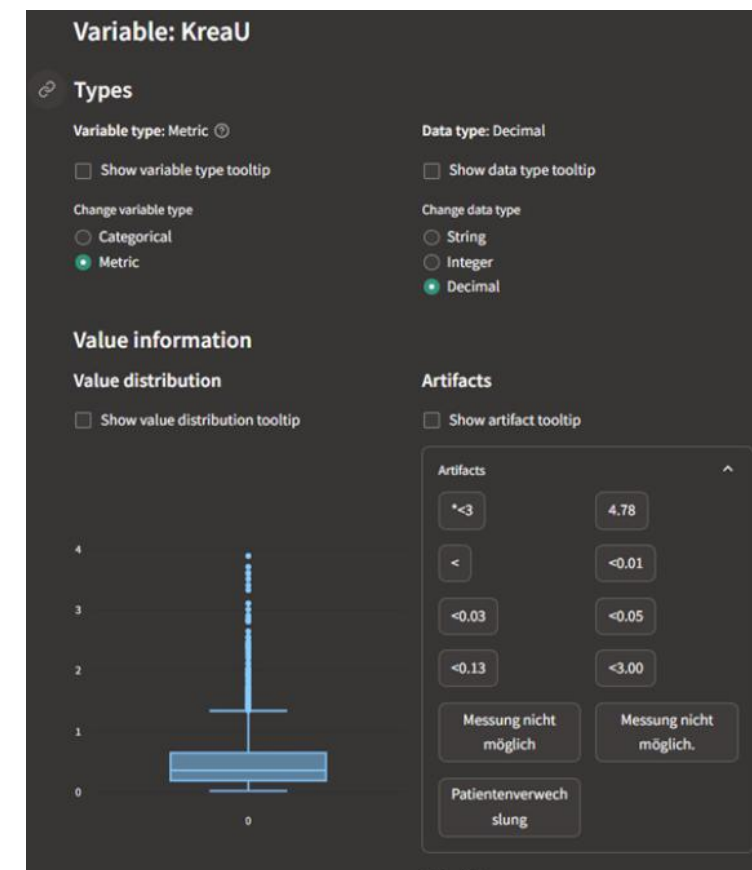 Variable: KreaU
Types
Variable type: Metric
Data type: Decimal
Show variable type tooltip
Show data type tooltip
Change variable type
Change data type
Categorical
String
Metric
Integer
Decimal
Value information
Value distribution
Artifacts
Show value distribution tooltip
Show artifact tooltip
Artifacts
*<3
4.78
<
<0.01
<0.03
<0.05
<0.13
<3.00
Messung nicht
möglich
Messung nicht
möglich.
Patientenverwech
slung
4
3
2
1
0
0